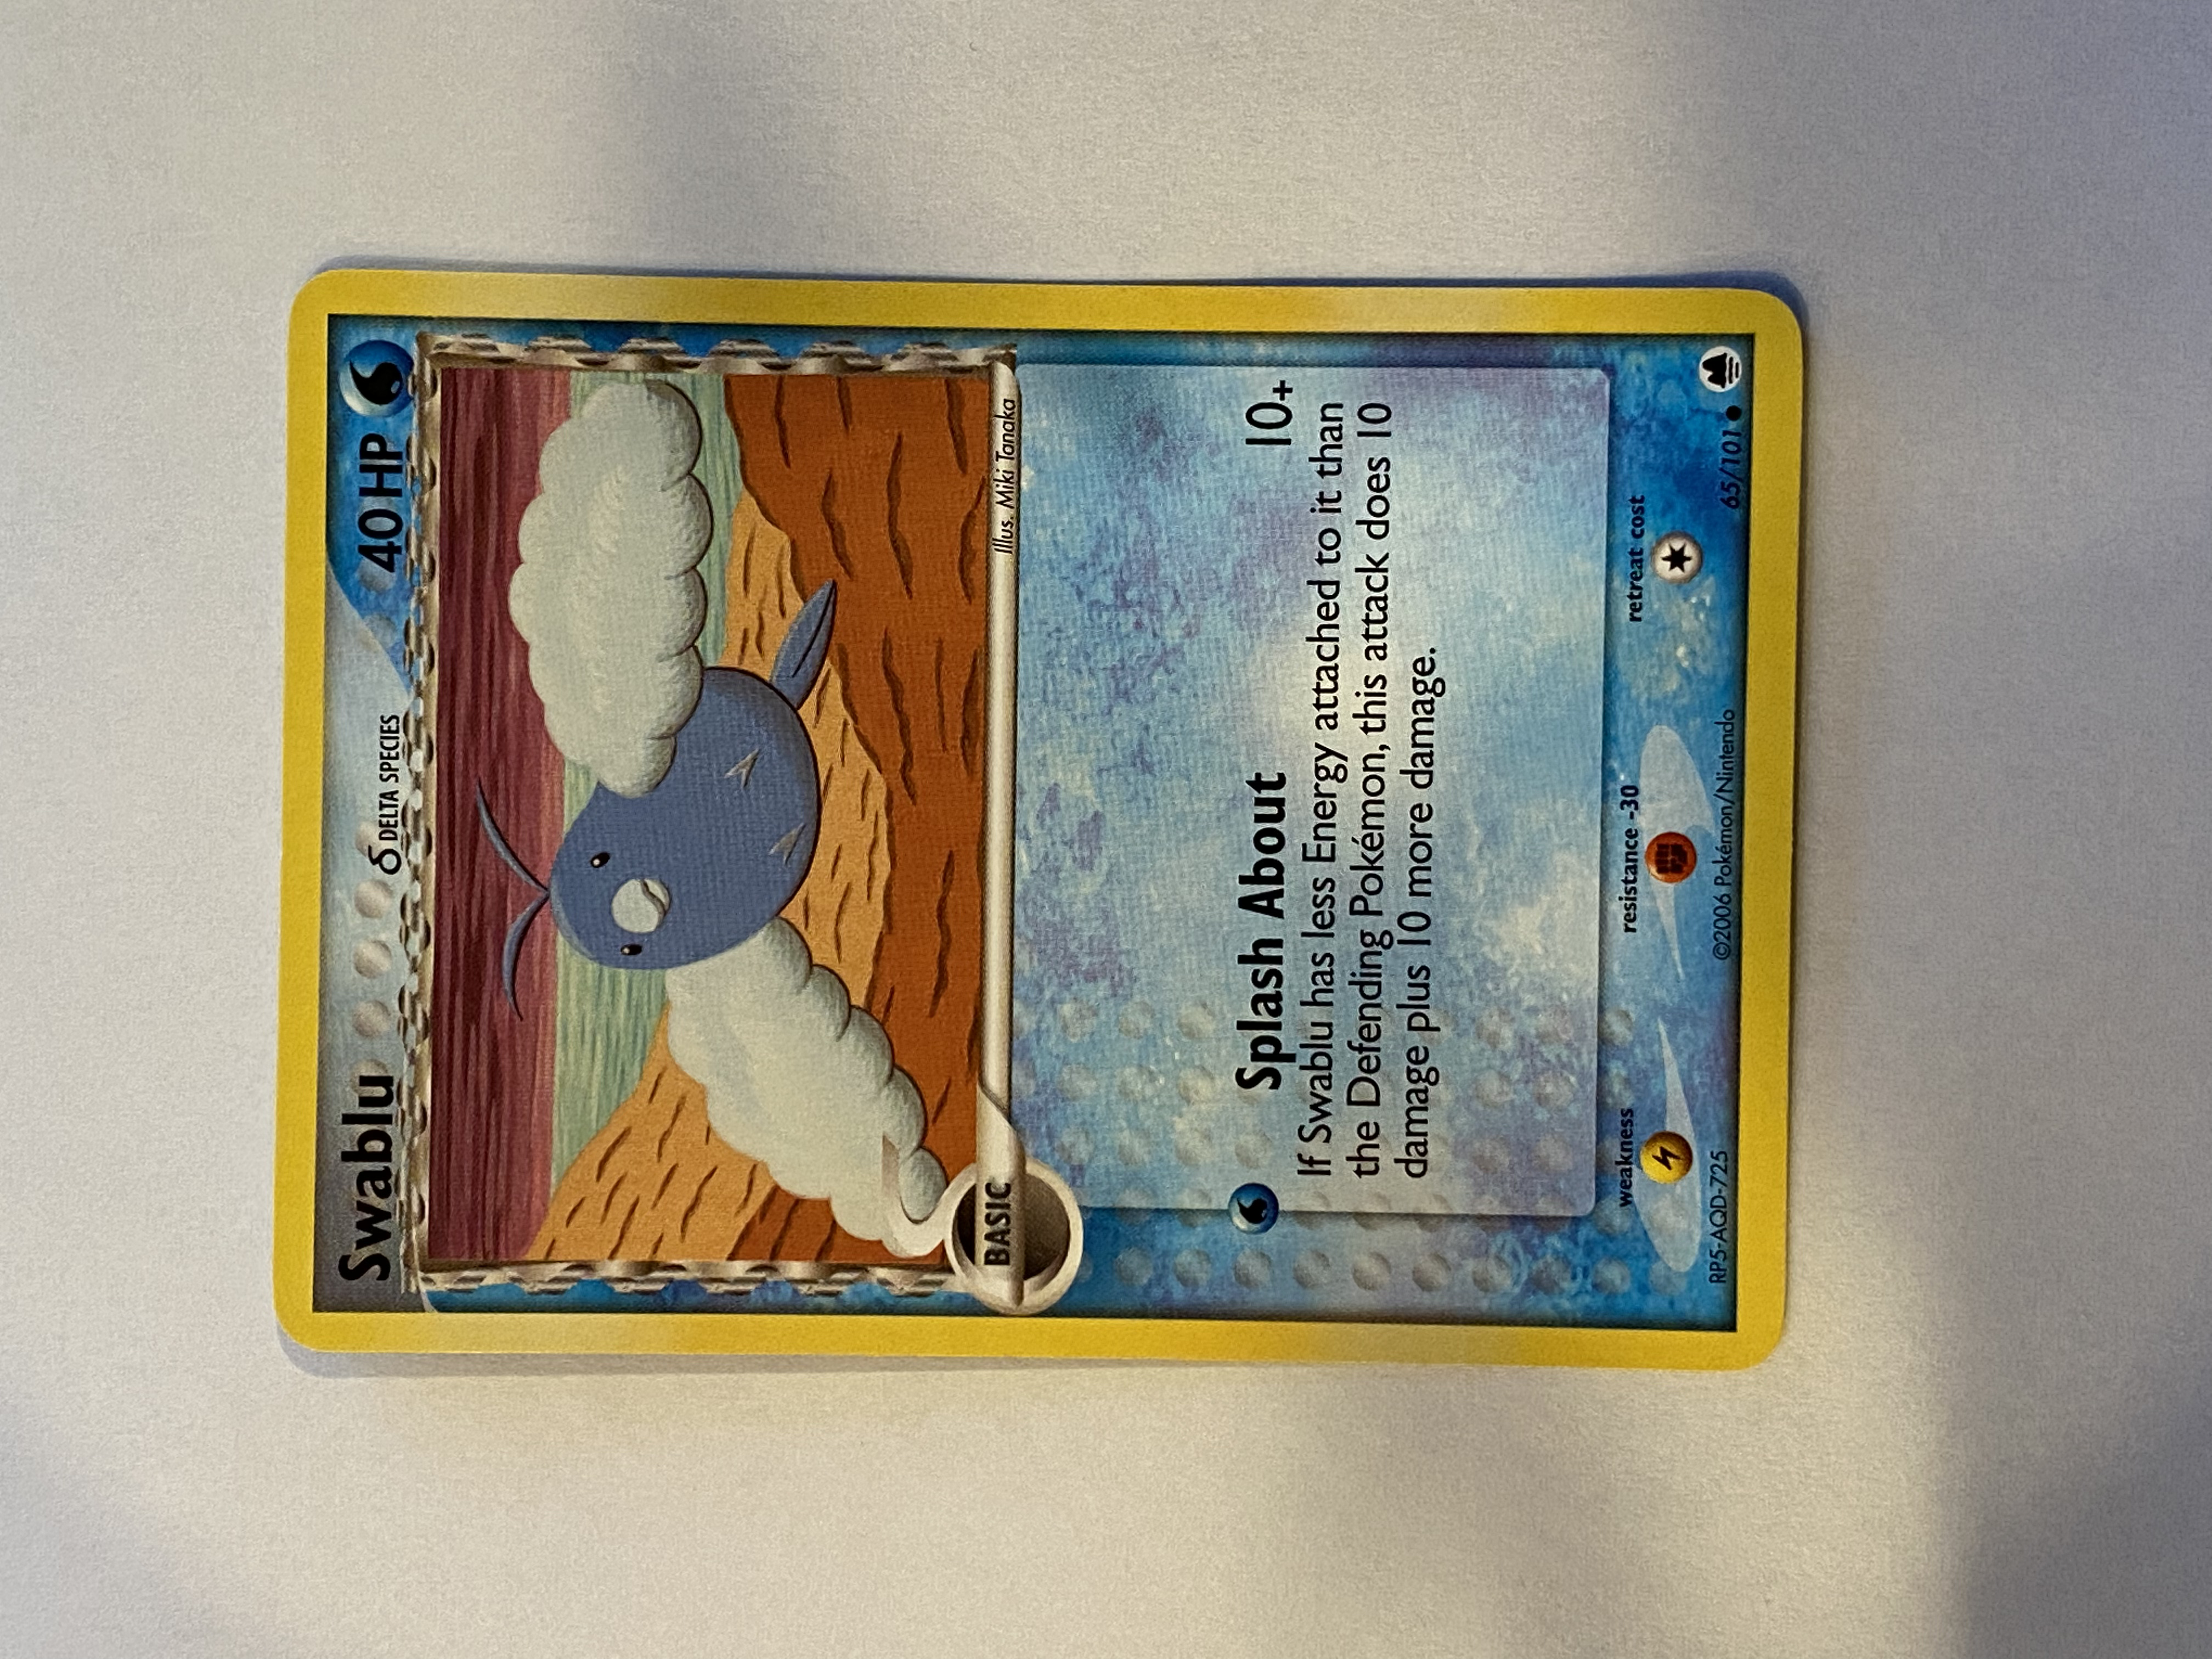 Swablu
δ DELTA SPECIES
40 HP
BASIC
Illus. Miki Tanaka
Splash About 10+
If Swablu has less Energy attached to it than
the Defending Pokémon, this attack does 10
damage plus 10 more damage.
weakness
resistance -30
retreat cost
RP5-AQD-725
©2006 Pokémon/Nintendo
65/101